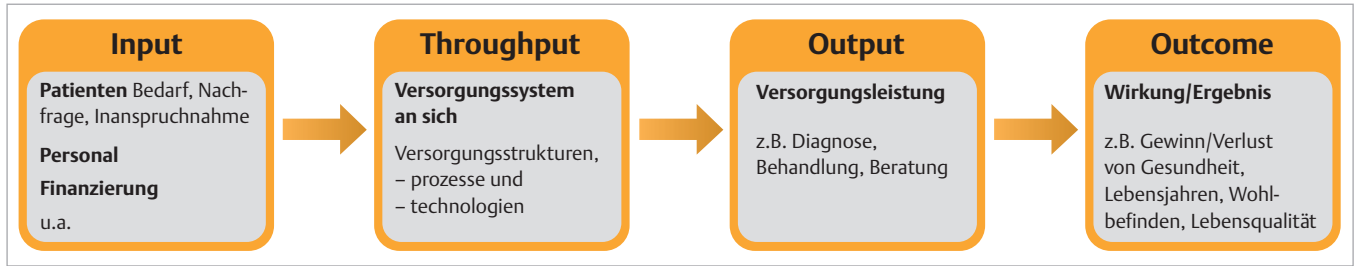 Input
Patienten Bedarf, Nach-
frage, Inanspruchnahme
Personal
Finanzierung
u.a.
Throughput
Versorgungssystem
an sich
Versorgungsstrukturen,
– prozesse und
– technologien
Output
Versorgungsleistung
z.B. Diagnose,
Behandlung, Beratung
Outcome
Wirkung/Ergebnis
z.B. Gewinn/Verlust
von Gesundheit,
Lebensjahren, Wohl-
befinden, Lebensqualität